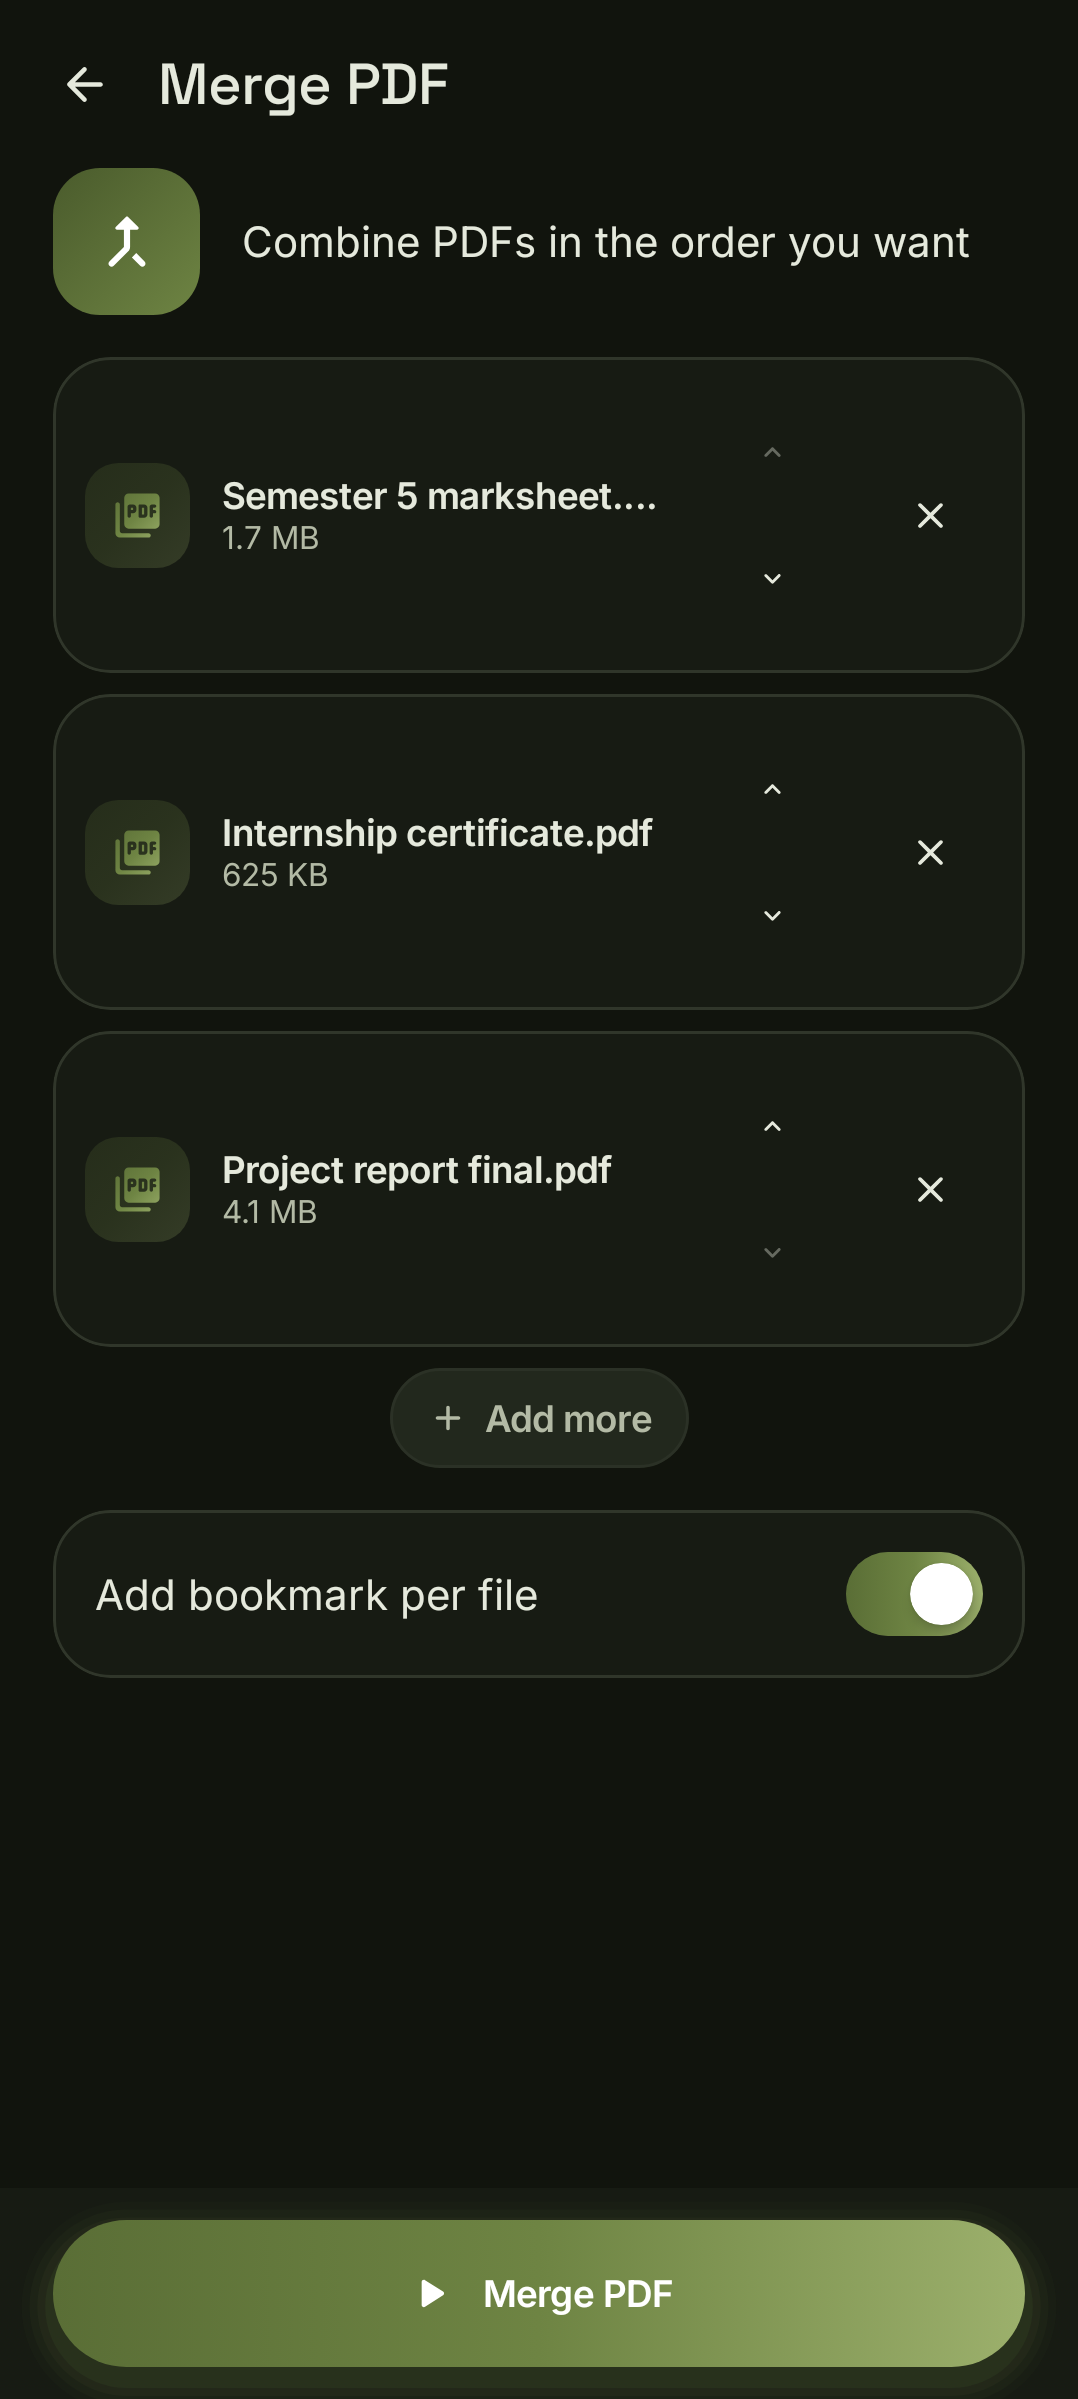 Merge PDF
Combine PDFs in the order you want
PDF
Semester 5 marksheet....
1.7 MB
PDF
Internship certificate.pdf
625 KB
PDF
Project report final.pdf
4.1 MB
Add more
Add bookmark per file
Merge PDF